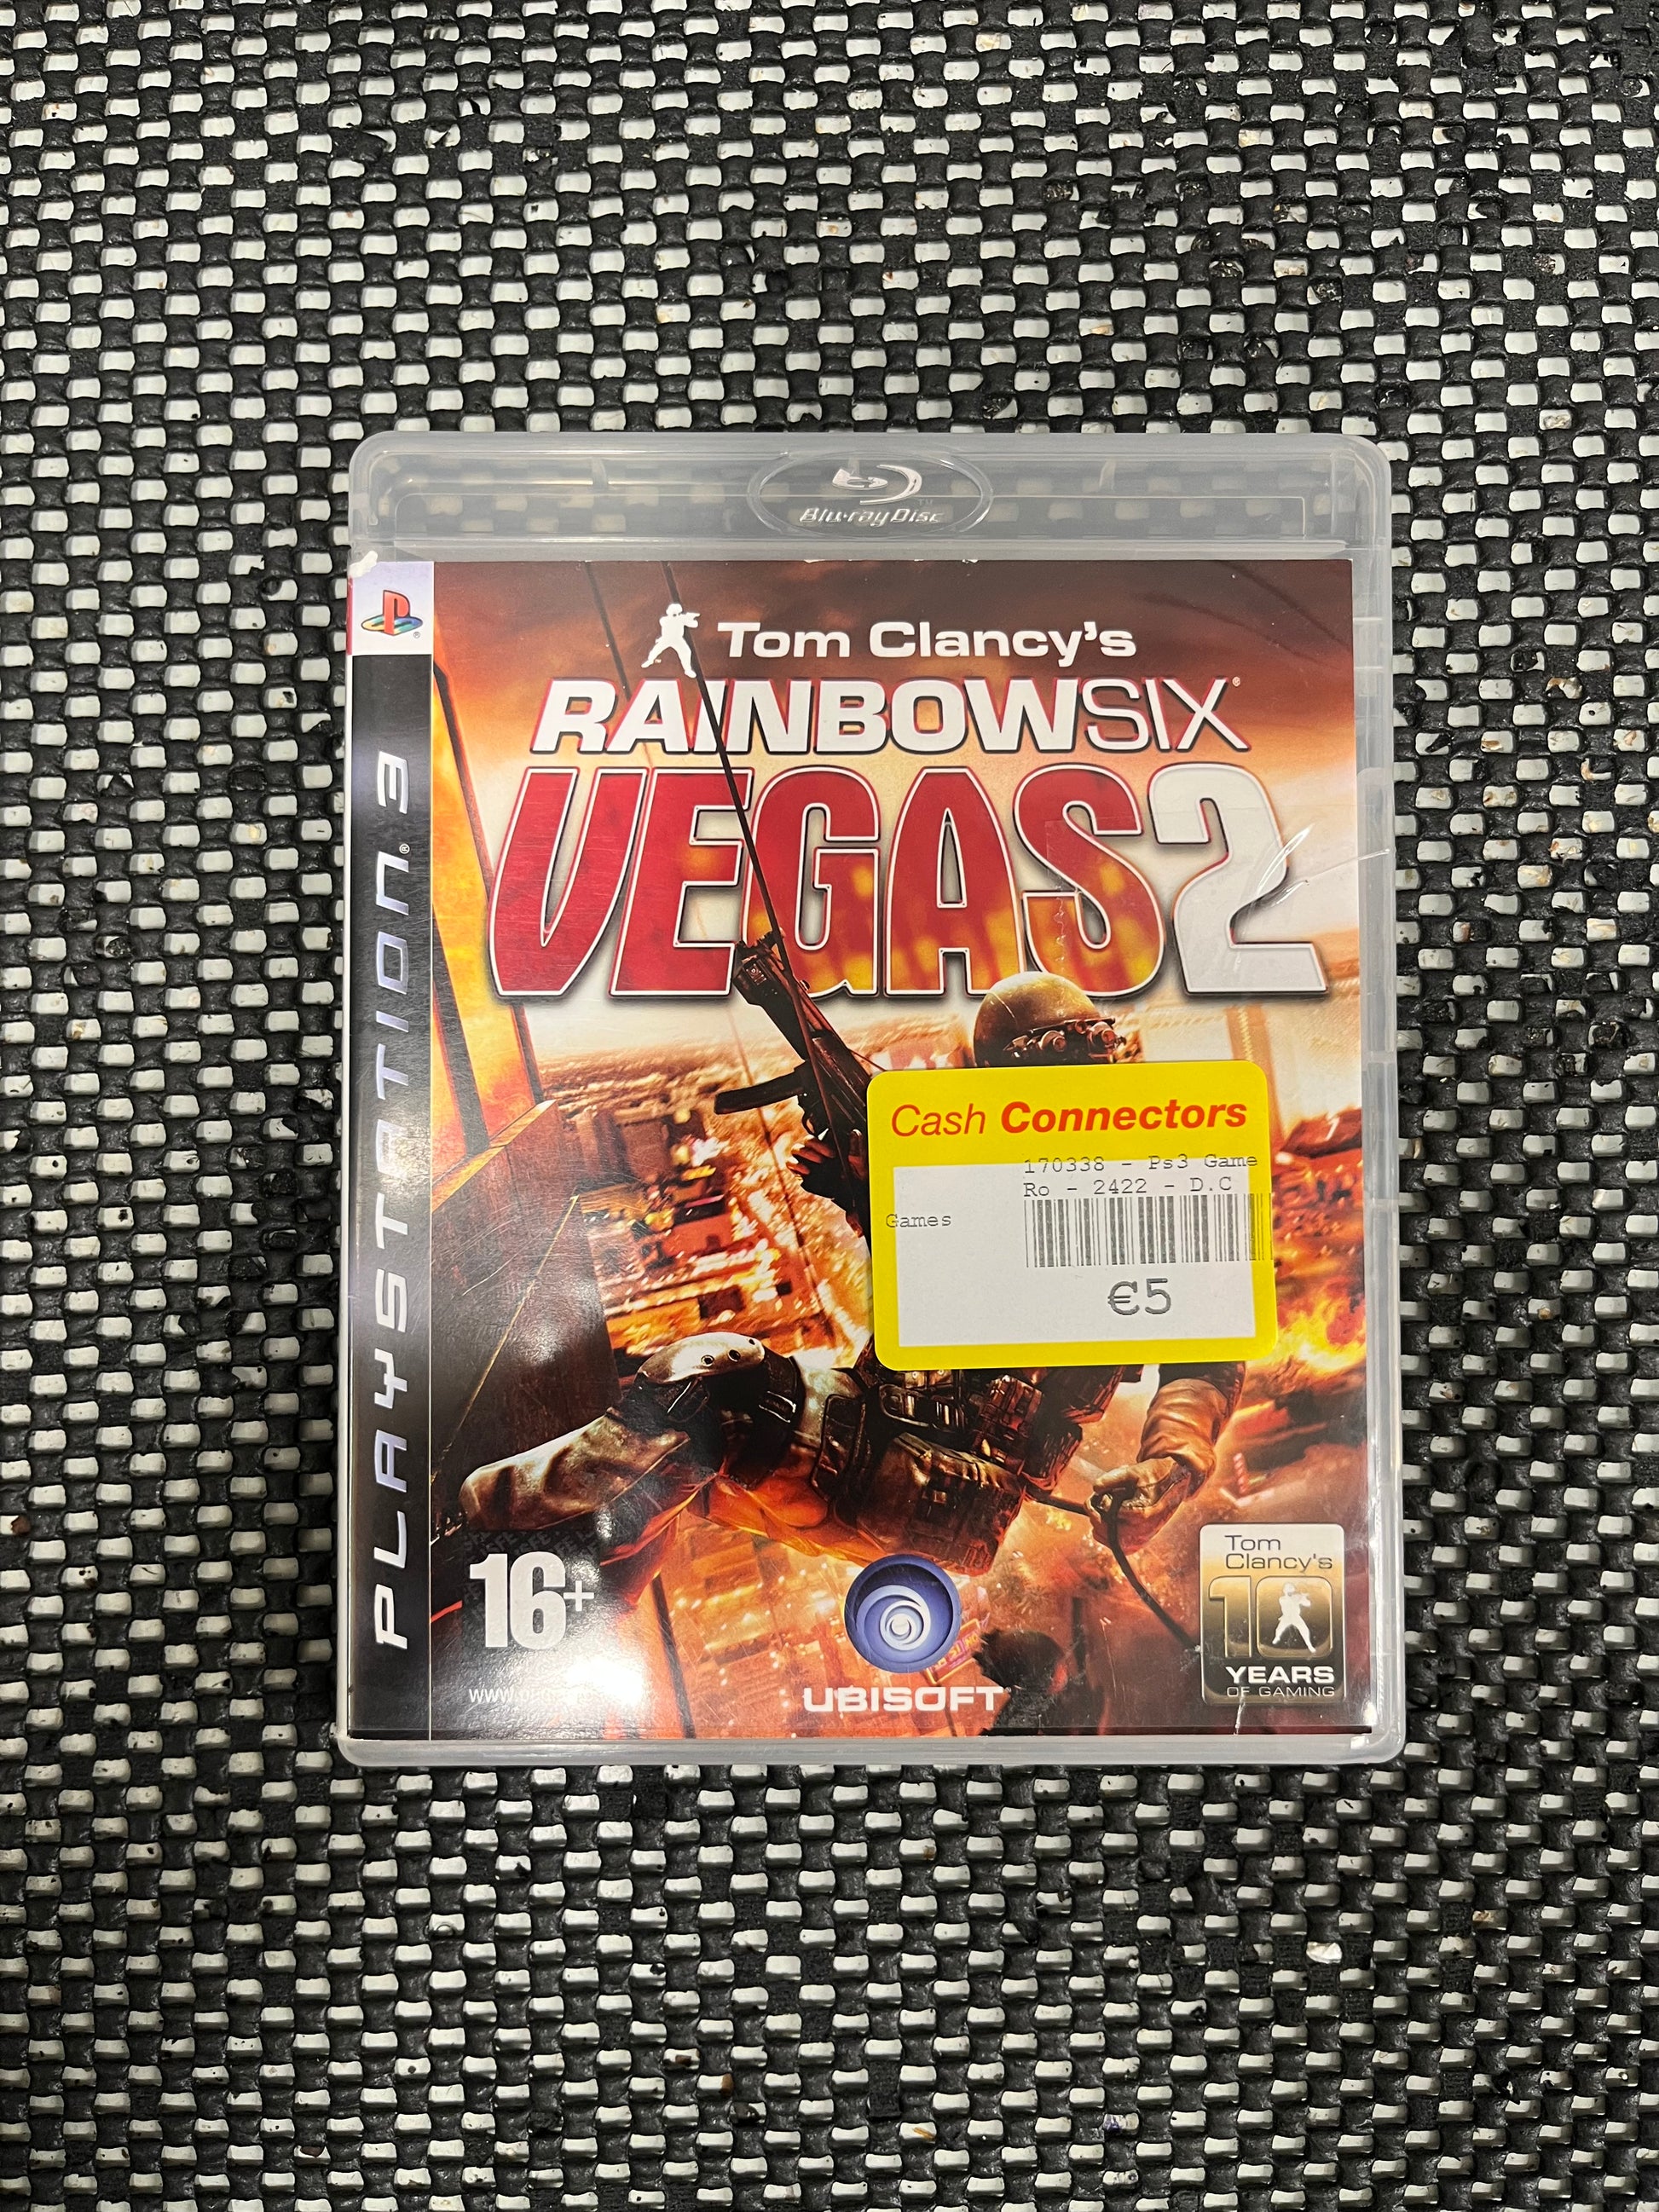 Blu-ray Disc™
PLAYSTATION®3
Tom Clancy's
RAINBOWSIX®
VEGAS2
Cash Connectors
170338 - Ps3 Game
Ro - 2422 - D.C
Games
€5
16+
UBISOFT
Tom
Clancy's
10
YEARS
OF GAMING